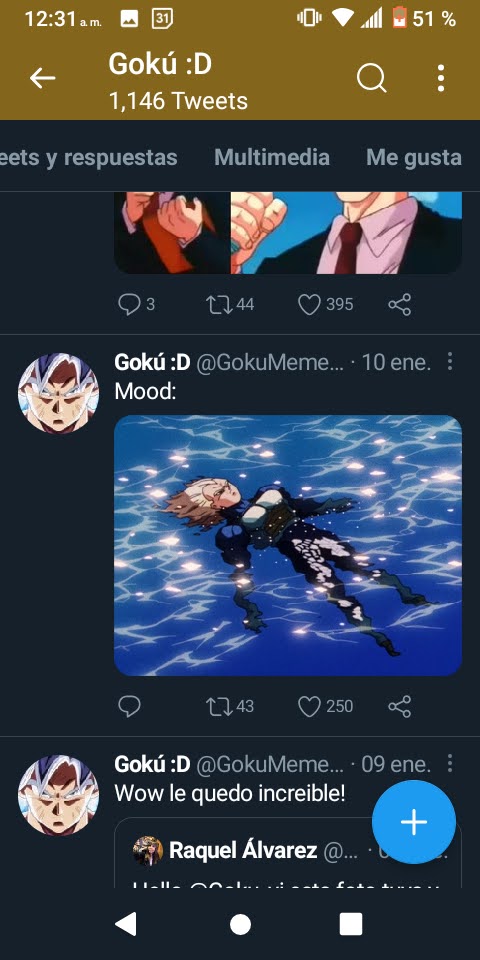 12:31 a.m. 31 51 %
Gokú :D
1,146 Tweets
eets y respuestas Multimedia Me gusta
3 44 395
Gokú :D @GokuMeme... · 10 ene.
Mood:
43 250
Gokú :D @GokuMeme... · 09 ene.
Wow le quedo increible!
Raquel Álvarez @... ·